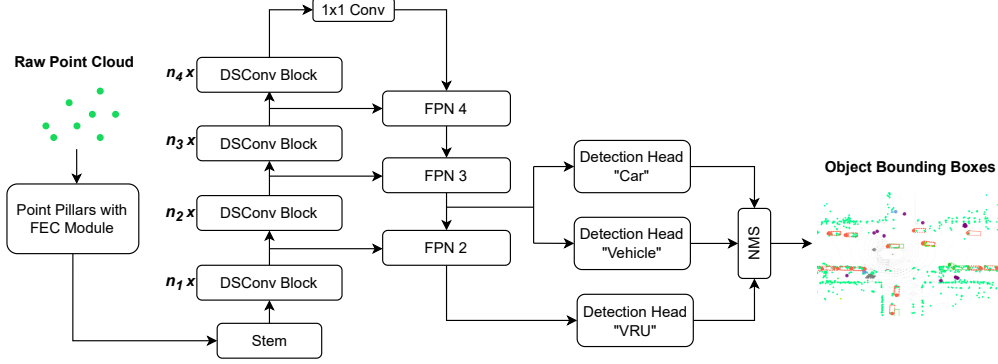 Raw Point Cloud
Point Pillars with
FEC Module
1x1 Conv
n4 x
DSConv Block
n3 x
DSConv Block
n2 x
DSConv Block
n1 x
DSConv Block
Stem
FPN 4
FPN 3
FPN 2
Detection Head
"Car"
Detection Head
"Vehicle"
Detection Head
"VRU"
NMS
Object Bounding Boxes